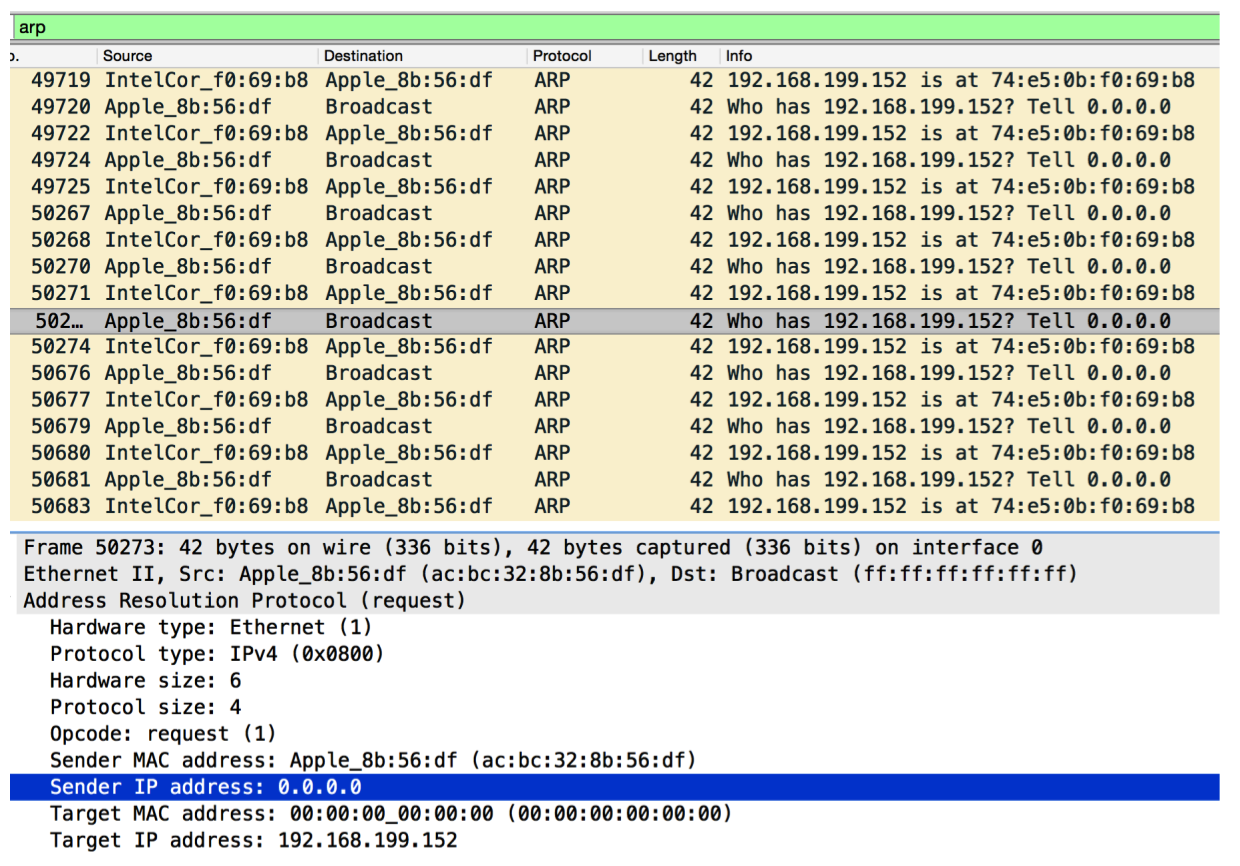 arp
o. Source Destination Protocol Length Info
49719 IntelCor_f0:69:b8 Apple_8b:56:df ARP 42 192.168.199.152 is at 74:e5:0b:f0:69:b8
49720 Apple_8b:56:df Broadcast ARP 42 Who has 192.168.199.152? Tell 0.0.0.0
49722 IntelCor_f0:69:b8 Apple_8b:56:df ARP 42 192.168.199.152 is at 74:e5:0b:f0:69:b8
49724 Apple_8b:56:df Broadcast ARP 42 Who has 192.168.199.152? Tell 0.0.0.0
49725 IntelCor_f0:69:b8 Apple_8b:56:df ARP 42 192.168.199.152 is at 74:e5:0b:f0:69:b8
50267 Apple_8b:56:df Broadcast ARP 42 Who has 192.168.199.152? Tell 0.0.0.0
50268 IntelCor_f0:69:b8 Apple_8b:56:df ARP 42 192.168.199.152 is at 74:e5:0b:f0:69:b8
50270 Apple_8b:56:df Broadcast ARP 42 Who has 192.168.199.152? Tell 0.0.0.0
50271 IntelCor_f0:69:b8 Apple_8b:56:df ARP 42 192.168.199.152 is at 74:e5:0b:f0:69:b8
502… Apple_8b:56:df Broadcast ARP 42 Who has 192.168.199.152? Tell 0.0.0.0
50274 IntelCor_f0:69:b8 Apple_8b:56:df ARP 42 192.168.199.152 is at 74:e5:0b:f0:69:b8
50676 Apple_8b:56:df Broadcast ARP 42 Who has 192.168.199.152? Tell 0.0.0.0
50677 IntelCor_f0:69:b8 Apple_8b:56:df ARP 42 192.168.199.152 is at 74:e5:0b:f0:69:b8
50679 Apple_8b:56:df Broadcast ARP 42 Who has 192.168.199.152? Tell 0.0.0.0
50680 IntelCor_f0:69:b8 Apple_8b:56:df ARP 42 192.168.199.152 is at 74:e5:0b:f0:69:b8
50681 Apple_8b:56:df Broadcast ARP 42 Who has 192.168.199.152? Tell 0.0.0.0
50683 IntelCor_f0:69:b8 Apple_8b:56:df ARP 42 192.168.199.152 is at 74:e5:0b:f0:69:b8
Frame 50273: 42 bytes on wire (336 bits), 42 bytes captured (336 bits) on interface 0
Ethernet II, Src: Apple_8b:56:df (ac:bc:32:8b:56:df), Dst: Broadcast (ff:ff:ff:ff:ff:ff)
Address Resolution Protocol (request)
Hardware type: Ethernet (1)
Protocol type: IPv4 (0x0800)
Hardware size: 6
Protocol size: 4
Opcode: request (1)
Sender MAC address: Apple_8b:56:df (ac:bc:32:8b:56:df)
Sender IP address: 0.0.0.0
Target MAC address: 00:00:00_00:00:00 (00:00:00:00:00:00)
Target IP address: 192.168.199.152